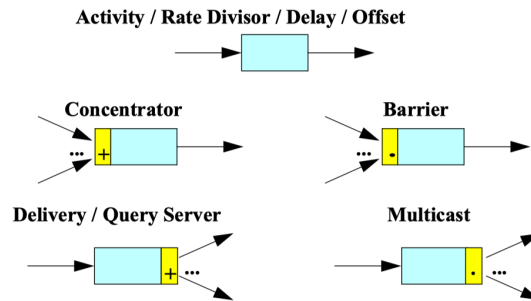 Activity / Rate Divisor / Delay / Offset
Concentrator
Barrier
... +
... •
Delivery / Query Server
Multicast
+ ...
• ...